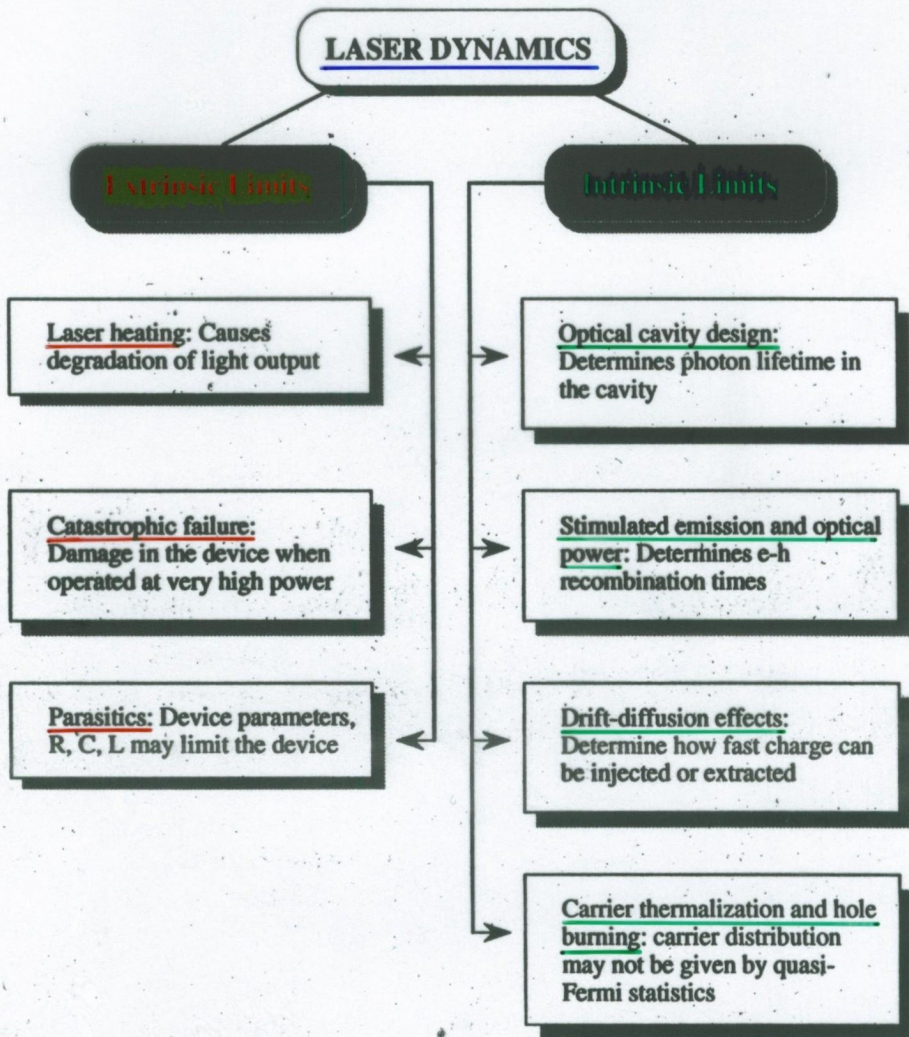 LASER DYNAMICS
Extrinsic Limits
Intrinsic Limits
Laser heating: Causes
degradation of light output
Catastrophic failure:
Damage in the device when
operated at very high power
Parasitics: Device parameters,
R, C, L may limit the device
Optical cavity design:
Determines photon lifetime in
the cavity
Stimulated emission and optical
power: Determines e-h
recombination times
Drift-diffusion effects:
Determine how fast charge can
be injected or extracted
Carrier thermalization and hole
burning: carrier distribution
may not be given by quasi-
Fermi statistics